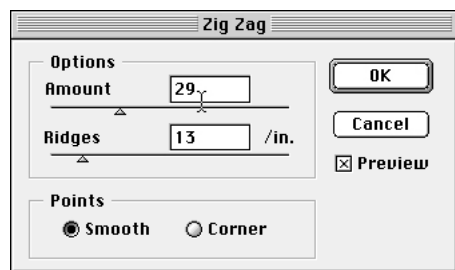 Zig Zag
Options
Amount 29
Ridges 13 /in.
Points
Smooth Corner
OK
Cancel
Preview